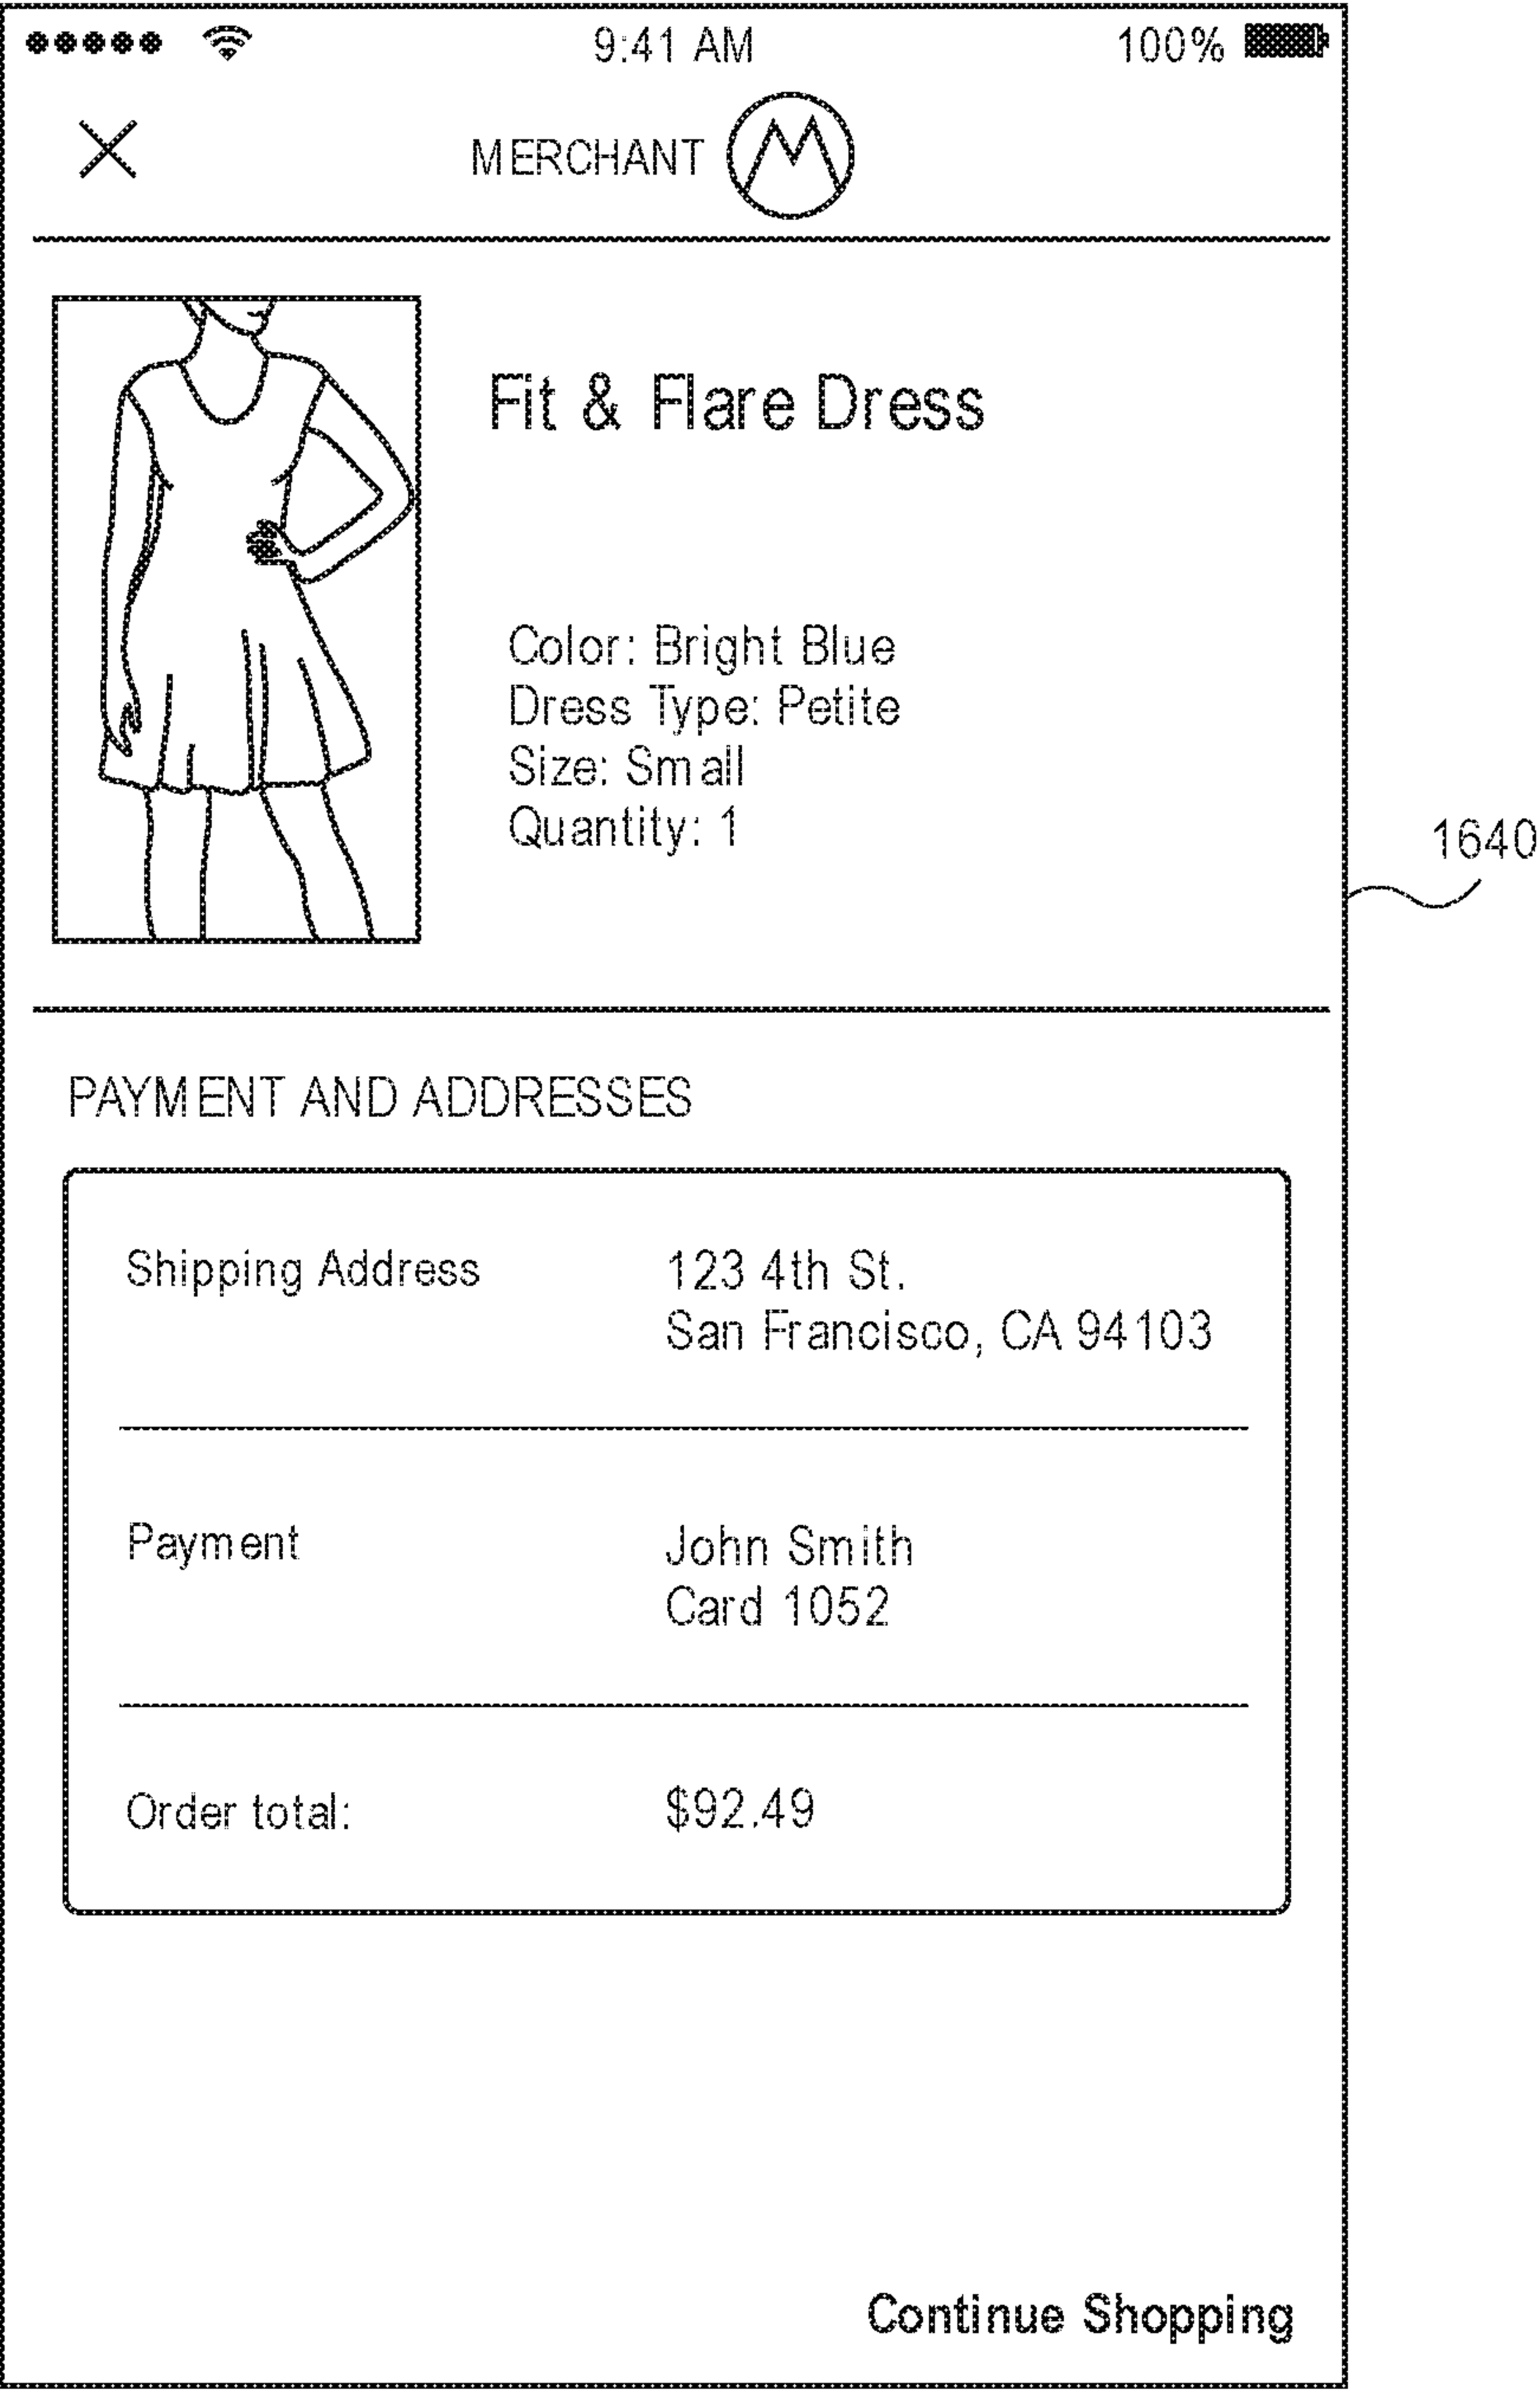 9:41 AM 100%
MERCHANT M
Fit & Flare Dress
Color: Bright Blue
Dress Type: Petite
Size: Small
Quantity: 1
1640
PAYMENT AND ADDRESSES
Shipping Address 123 4th St.
San Francisco, CA 94103
Payment John Smith
Card 1052
Order total: $92.49
Continue Shopping